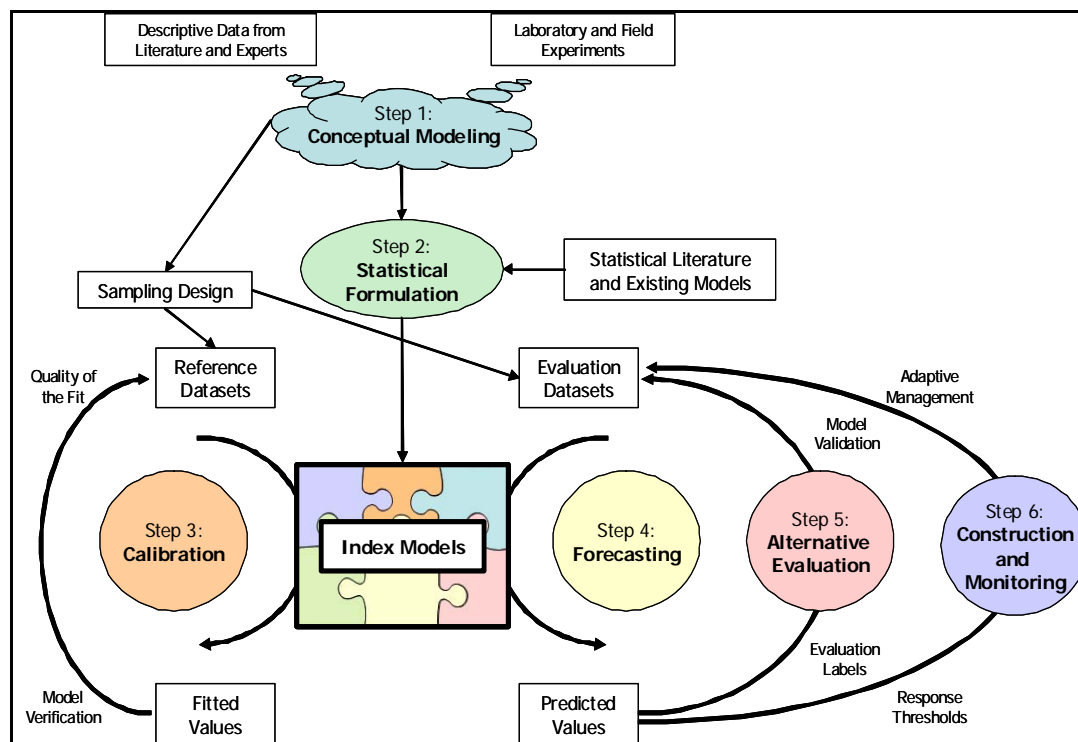 Descriptive Data from
Literature and Experts
Laboratory and Field
Experiments
Step 1:
Conceptual Modeling
Step 2:
Statistical
Formulation
Statistical Literature
and Existing Models
Sampling Design
Reference
Datasets
Evaluation
Datasets
Quality of
the Fit
Adaptive
Management
Model
Validation
Step 3:
Calibration
Index Models
Step 4:
Forecasting
Step 5:
Alternative
Evaluation
Step 6:
Construction
and
Monitoring
Model
Verification
Fitted
Values
Predicted
Values
Evaluation
Labels
Response
Thresholds